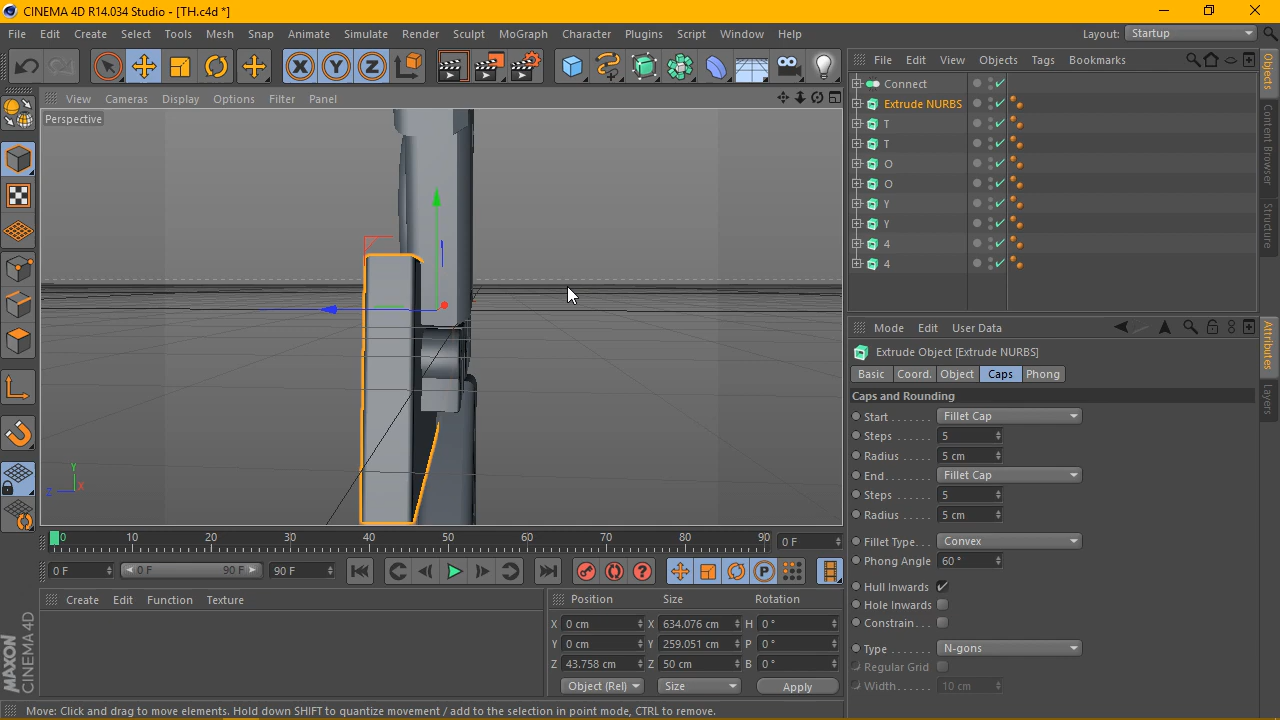 CINEMA 4D R14.034 Studio - [TH.c4d *]
File Edit Create Select Tools Mesh Snap Animate Simulate Render Sculpt MoGraph Character Plugins Script Window Help Layout: Startup
X Y Z
File Edit View Objects Tags Bookmarks
View Cameras Display Options Filter Panel
Perspective
Y
X
Z
Connect
Extrude NURBS
T
T
O
O
Y
Y
4
4
Objects
Content Browser
Structure
Mode Edit User Data
Extrude Object [Extrude NURBS]
Basic Coord. Object Caps Phong
Caps and Rounding
Start . . . . . . . Fillet Cap
Steps . . . . . . 5
Radius . . . . . 5 cm
End. . . . . . . . Fillet Cap
Steps . . . . . . 5
Radius . . . . . 5 cm
Fillet Type. . . Convex
Phong Angle 60 °
Hull Inwards
Hole Inwards
Constrain. . .
Type . . . . . . . N-gons
Regular Grid
Width. . . . . . 10 cm
Attributes
Layers
0 10 20 30 40 50 60 70 80 90 0 F
0 F 0 F 90 F 90 F
P
Create Edit Function Texture
Position Size Rotation
X 0 cm X 634.076 cm H 0 °
Y 0 cm Y 259.051 cm P 0 °
Z 43.758 cm Z 50 cm B 0 °
Object (Rel) Size Apply
MAXON
CINEMA 4D
Move: Click and drag to move elements. Hold down SHIFT to quantize movement / add to the selection in point mode, CTRL to remove.